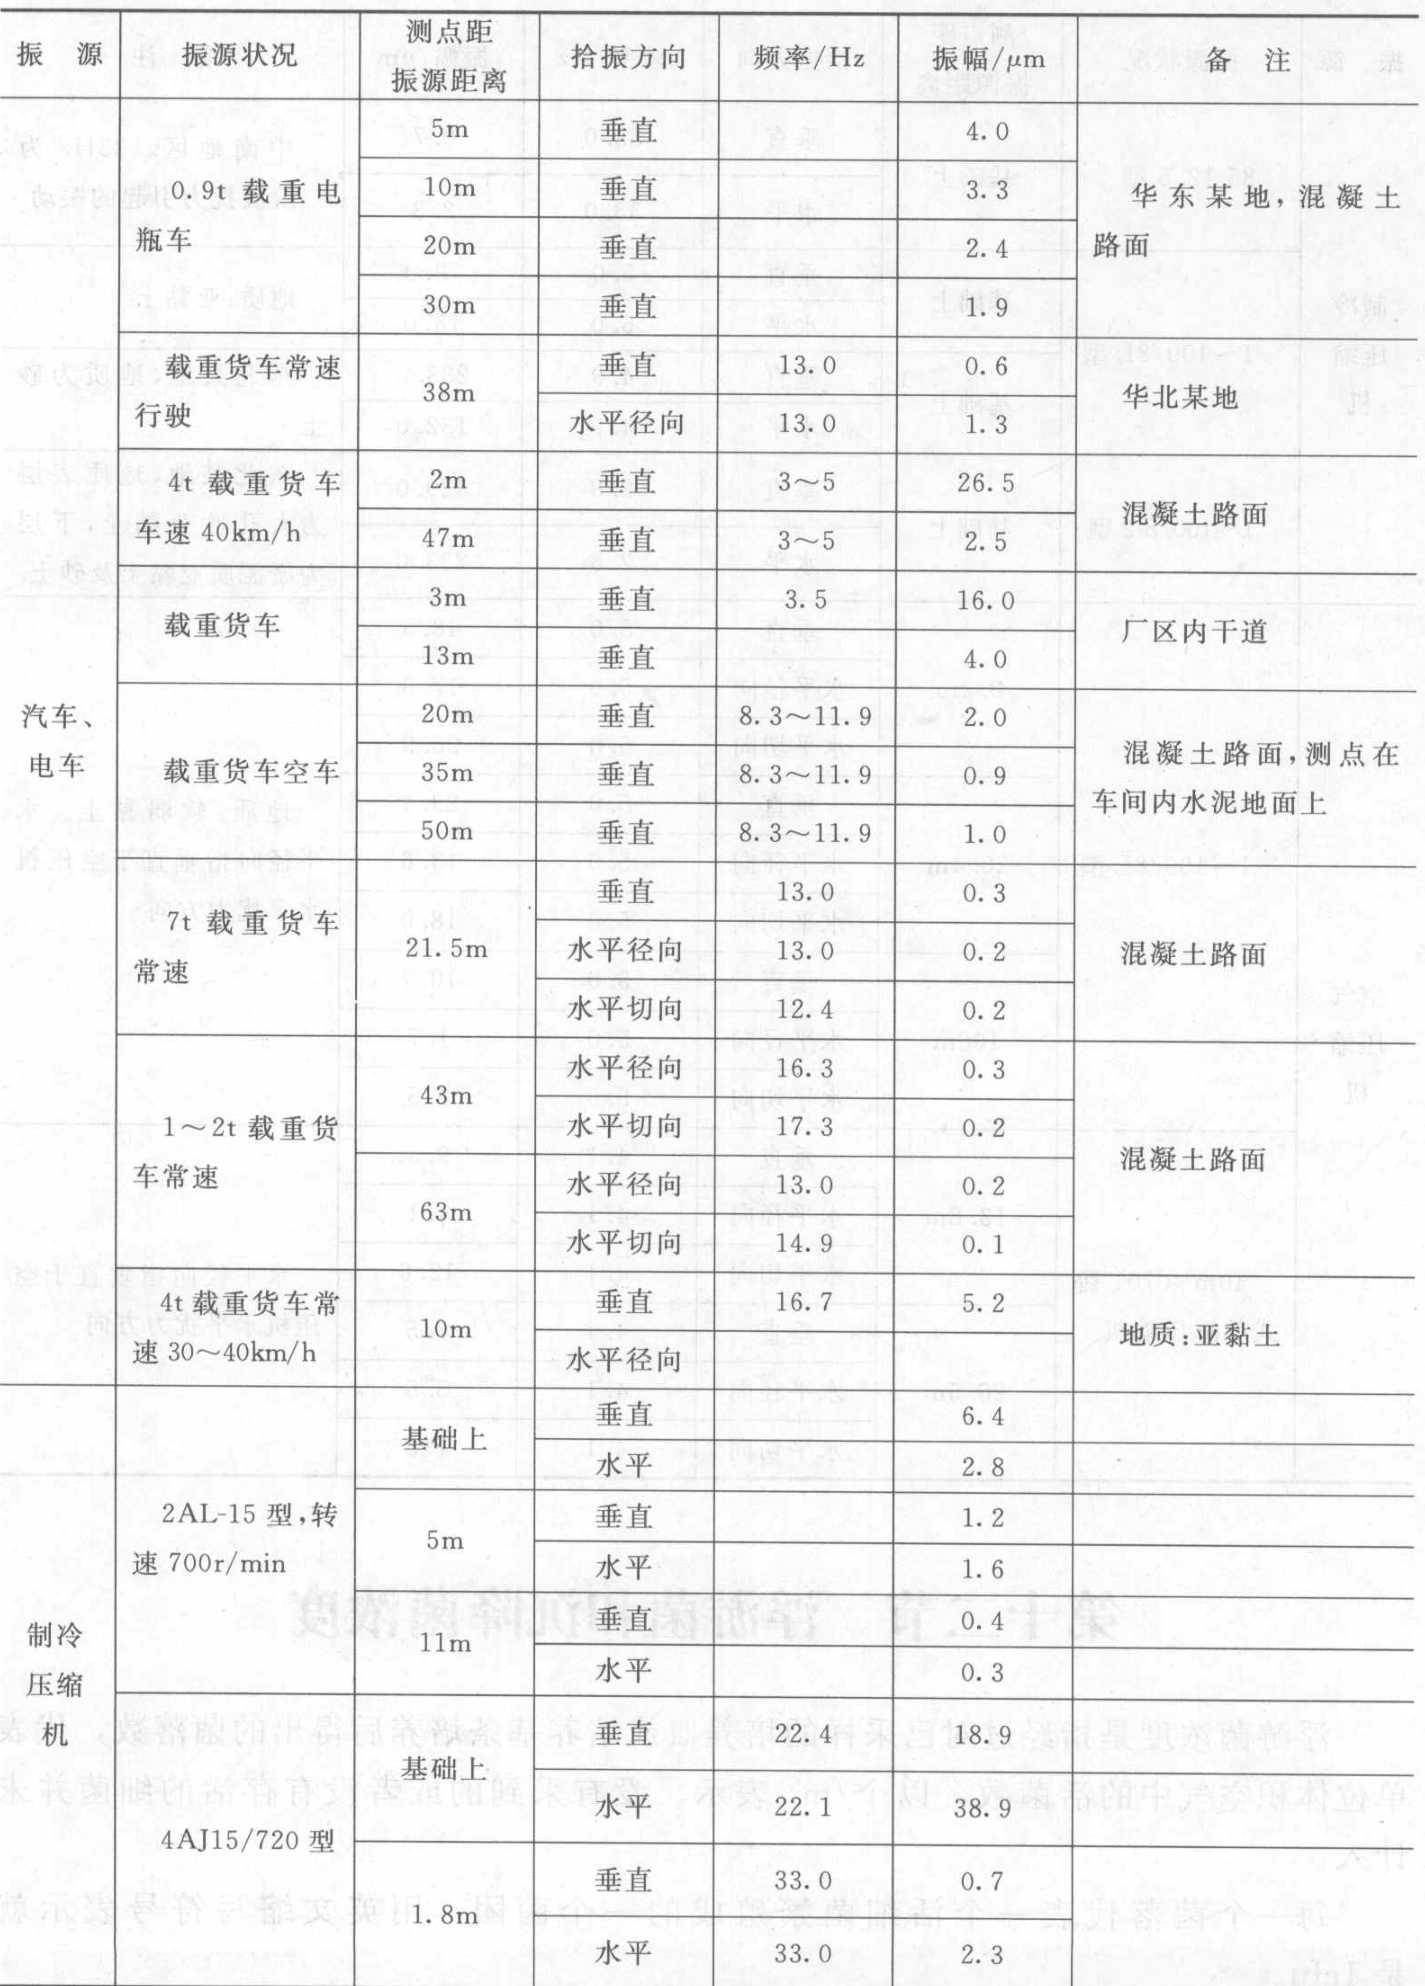 振 源 振源状况 测点距振源距离 拾振方向 频率/Hz 振幅/μm 备 注
汽车、
电车
0.9t 载重电
瓶车
5m 垂直 4.0
10m 垂直 3.3
20m 垂直 2.4
30m 垂直 1.9
华东某地,混凝土
路面
载重货车常速
行驶
38m
垂直 13.0 0.6
水平径向 13.0 1.3
华北某地
4t 载重货车
车速 40km/h
2m 垂直 3～5 26.5
47m 垂直 3～5 2.5
混凝土路面
载重货车
3m 垂直 3.5 16.0
13m 垂直 4.0
厂区内干道
载重货车空车
20m 垂直 8.3～11.9 2.0
35m 垂直 8.3～11.9 0.9
50m 垂直 8.3～11.9 1.0
混凝土路面,测点在
车间内水泥地面上
7t 载重货车
常速
21.5m
垂直 13.0 0.3
水平径向 13.0 0.2
水平切向 12.4 0.2
混凝土路面
1～2t 载重货
车常速
43m
水平径向 16.3 0.3
水平切向 17.3 0.2
63m
水平径向 13.0 0.2
水平切向 14.9 0.1
混凝土路面
4t 载重货车常
速 30～40km/h
10m
垂直 16.7 5.2
水平径向
地质:亚黏土
制冷
压缩
机
2AL-15 型,转
速 700r/min
基础上
垂直 6.4
水平 2.8
5m
垂直 1.2
水平 1.6
11m
垂直 0.4
水平 0.3
4AJ15/720 型
基础上
垂直 22.4 18.9
水平 22.1 38.9
1.8m
垂直 33.0 0.7
水平 33.0 2.3